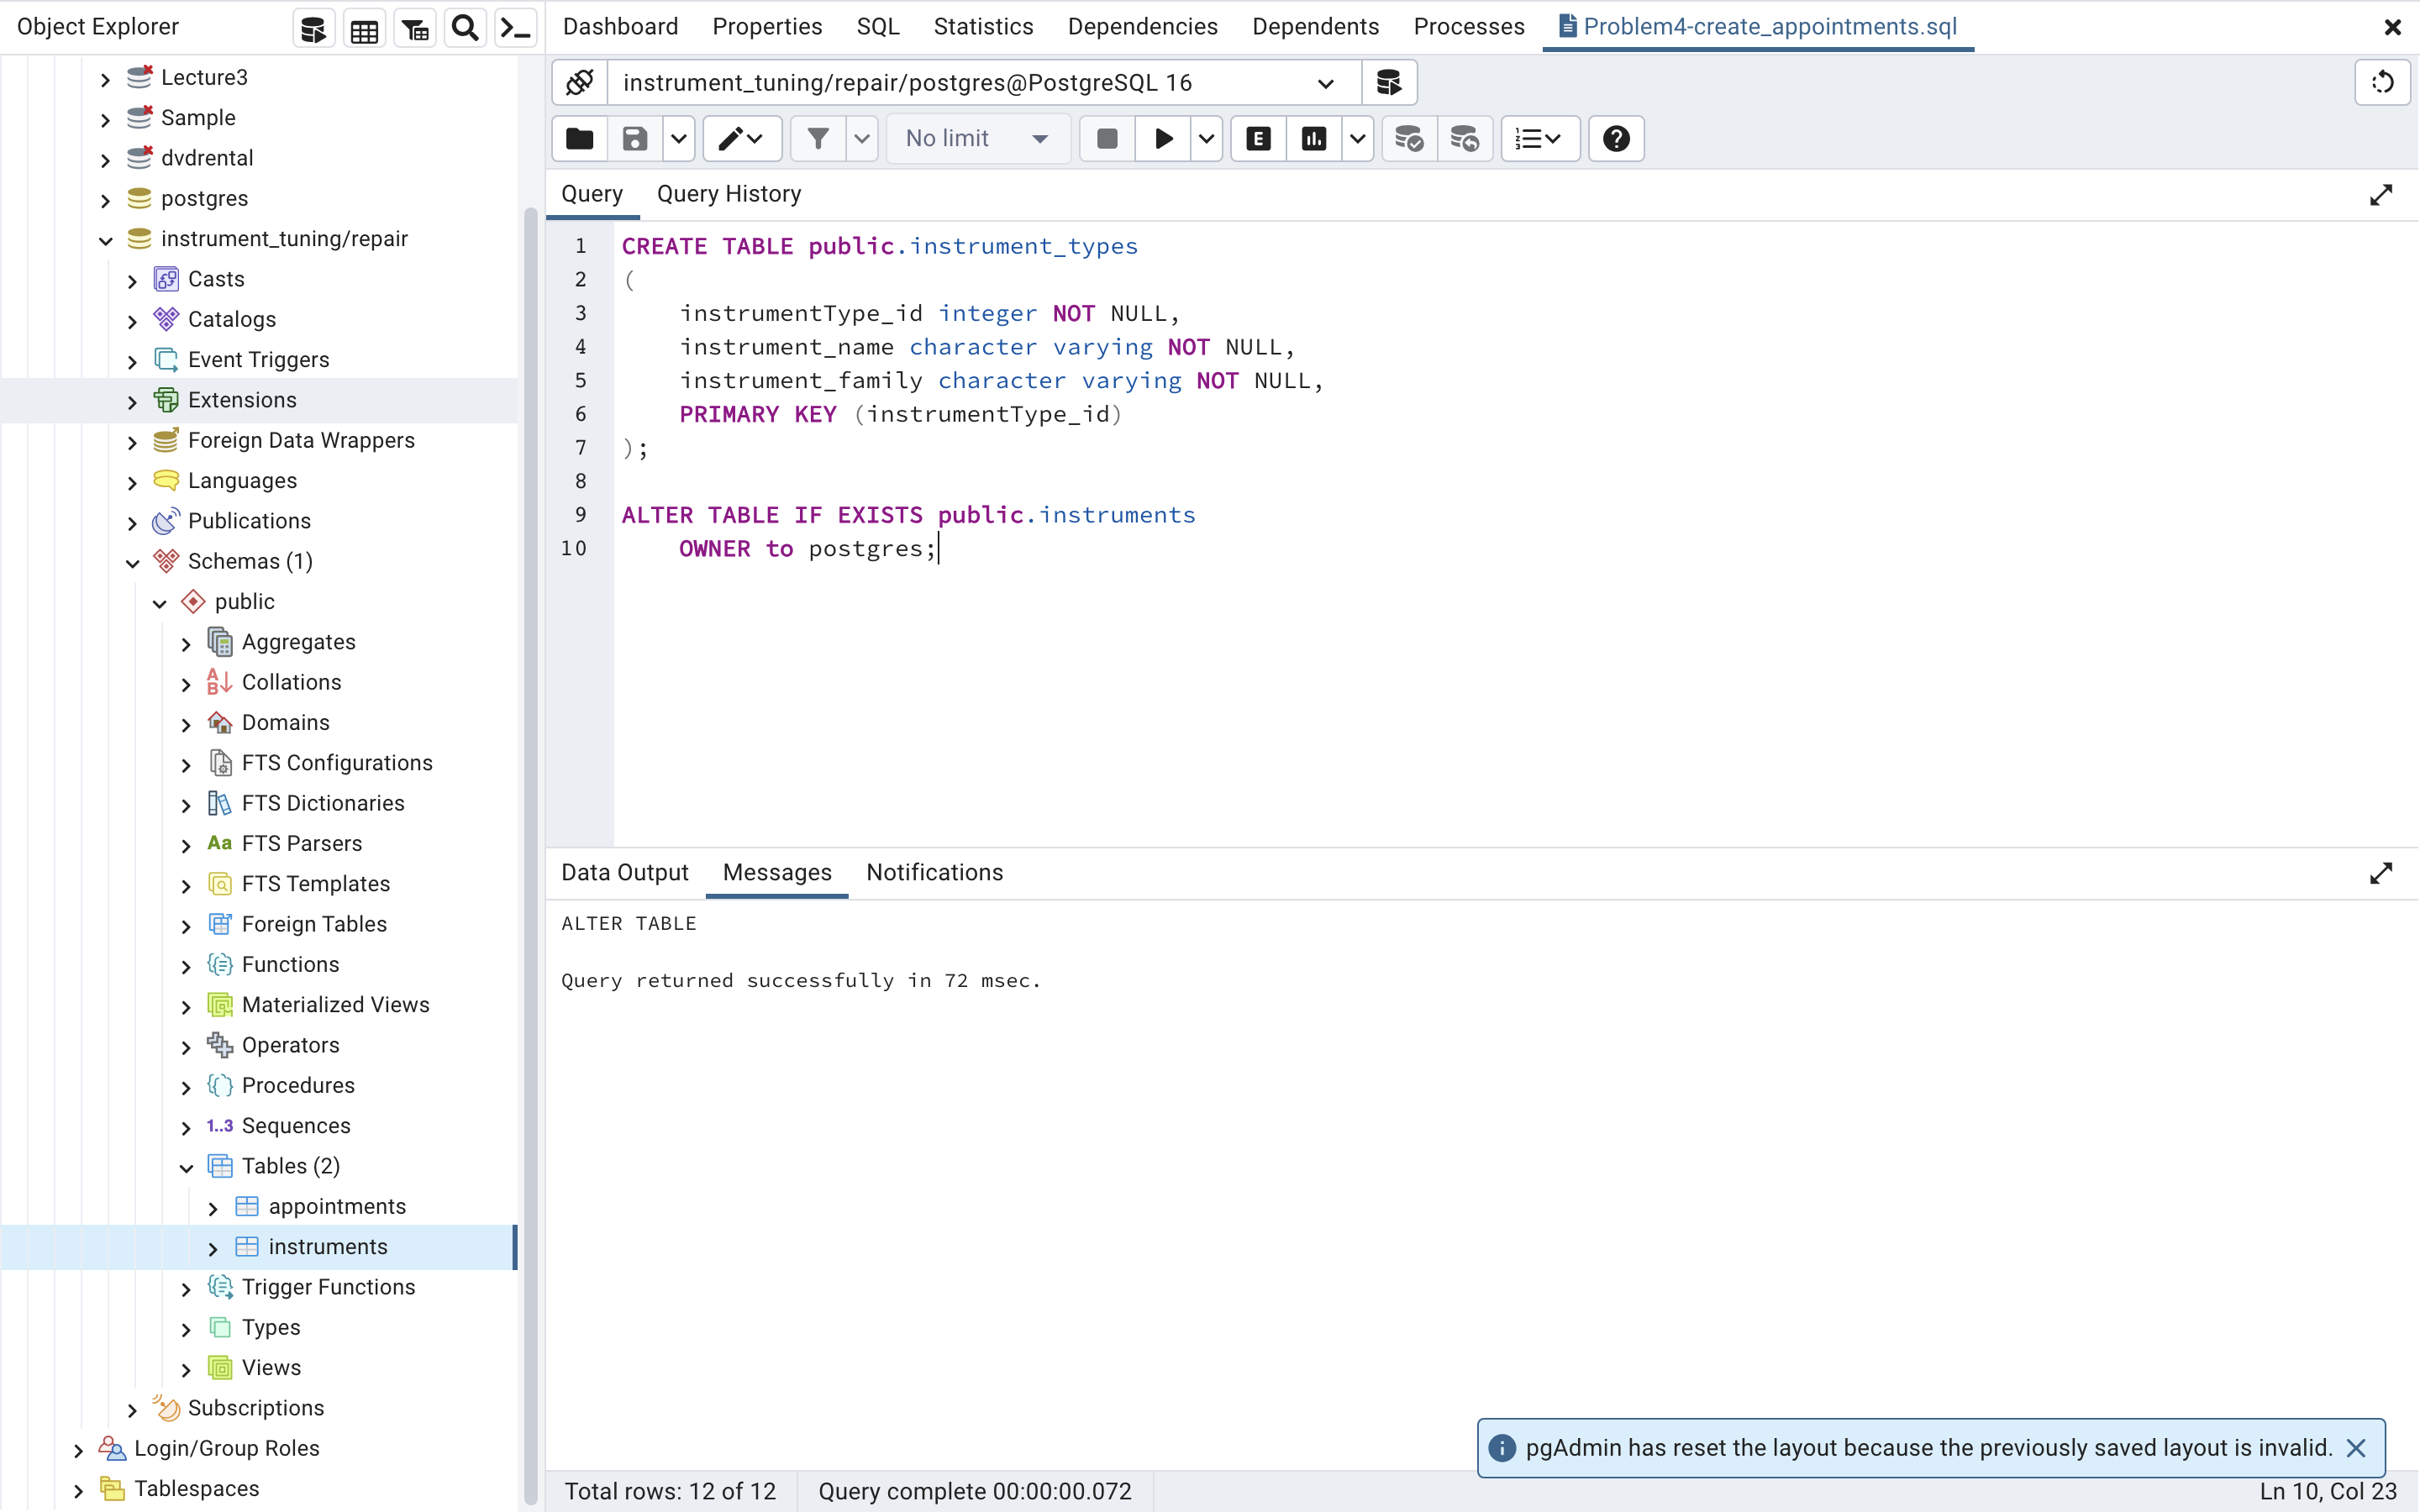 Object Explorer
Dashboard Properties SQL Statistics Dependencies Dependents Processes Problem4-create_appointments.sql
Lecture3
Sample
dvdrental
postgres
instrument_tuning/repair
Casts
Catalogs
Event Triggers
Extensions
Foreign Data Wrappers
Languages
Publications
Schemas (1)
public
Aggregates
Collations
Domains
FTS Configurations
FTS Dictionaries
Aa FTS Parsers
FTS Templates
Foreign Tables
Functions
Materialized Views
Operators
Procedures
1..3 Sequences
Tables (2)
appointments
instruments
Trigger Functions
Types
Views
Subscriptions
Login/Group Roles
Tablespaces
instrument_tuning/repair/postgres@PostgreSQL 16
No limit E
Query Query History
1 CREATE TABLE public.instrument_types
2 (
3 instrumentType_id integer NOT NULL,
4 instrument_name character varying NOT NULL,
5 instrument_family character varying NOT NULL,
6 PRIMARY KEY (instrumentType_id)
7 );
8
9 ALTER TABLE IF EXISTS public.instruments
10 OWNER to postgres;
Data Output Messages Notifications
ALTER TABLE
Query returned successfully in 72 msec.
pgAdmin has reset the layout because the previously saved layout is invalid.
Total rows: 12 of 12 Query complete 00:00:00.072 Ln 10, Col 23